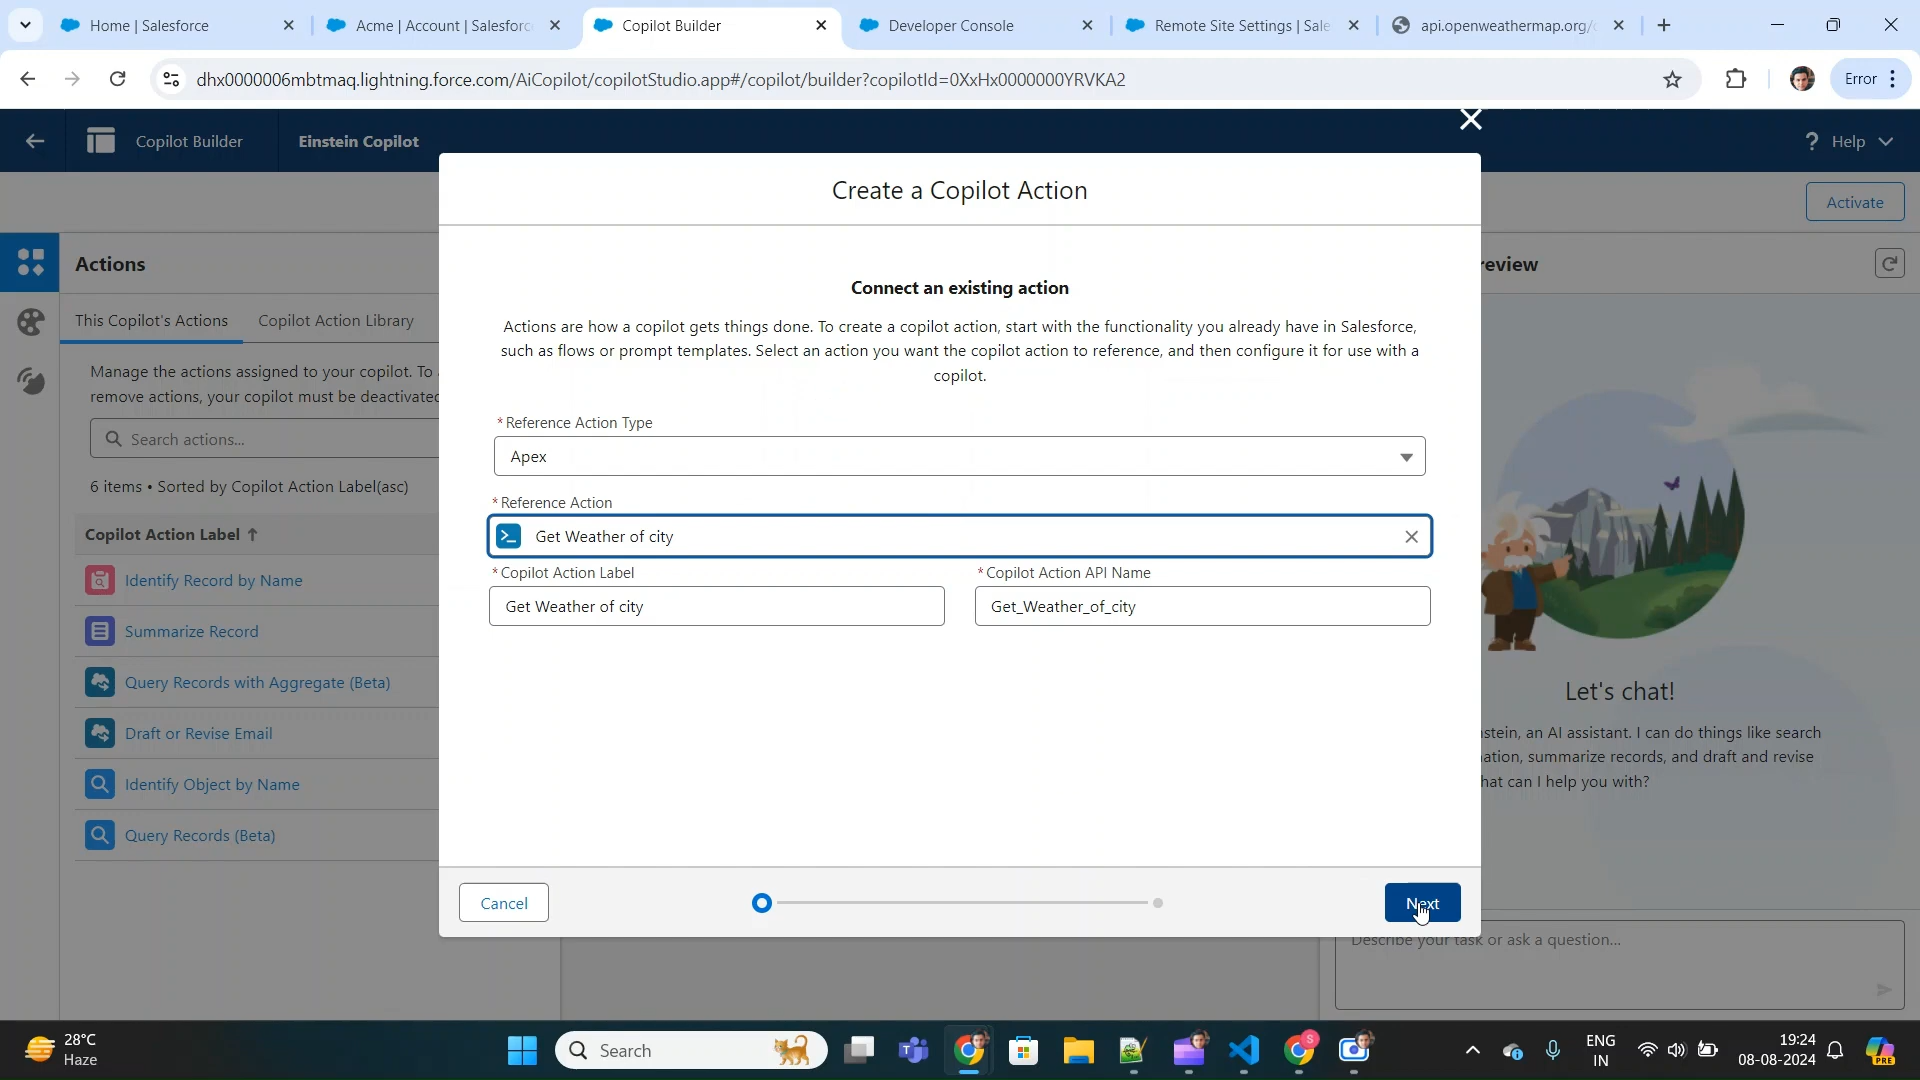 Home | Salesforce
Acme | Account | Salesforc
Copilot Builder
Developer Console
Remote Site Settings | Sale
api.openweathermap.org/
dhx0000006mbtmaq.lightning.force.com/AiCopilot/copilotStudio.app#/copilot/builder?copilotId=0XxHx0000000YRVKA2
Error
Copilot Builder
Einstein Copilot
? Help
Activate
Actions
review
This Copilot's Actions
Copilot Action Library
Manage the actions assigned to your copilot. To
remove actions, your copilot must be deactivated
Search actions...
6 items • Sorted by Copilot Action Label(asc)
Copilot Action Label ↑
Identify Record by Name
Summarize Record
Query Records with Aggregate (Beta)
Draft or Revise Email
Identify Object by Name
Query Records (Beta)
Create a Copilot Action
Connect an existing action
Actions are how a copilot gets things done. To create a copilot action, start with the functionality you already have in Salesforce,
such as flows or prompt templates. Select an action you want the copilot action to reference, and then configure it for use with a
copilot.
* Reference Action Type
Apex
* Reference Action
Get Weather of city
* Copilot Action Label
Get Weather of city
* Copilot Action API Name
Get_Weather_of_city
Cancel
Next
Let's chat!
nstein, an AI assistant. I can do things like search
ation, summarize records, and draft and revise
hat can I help you with?
Describe your task or ask a question...
28°C
Haze
Search
ENG
IN
19:24
08-08-2024
PRE